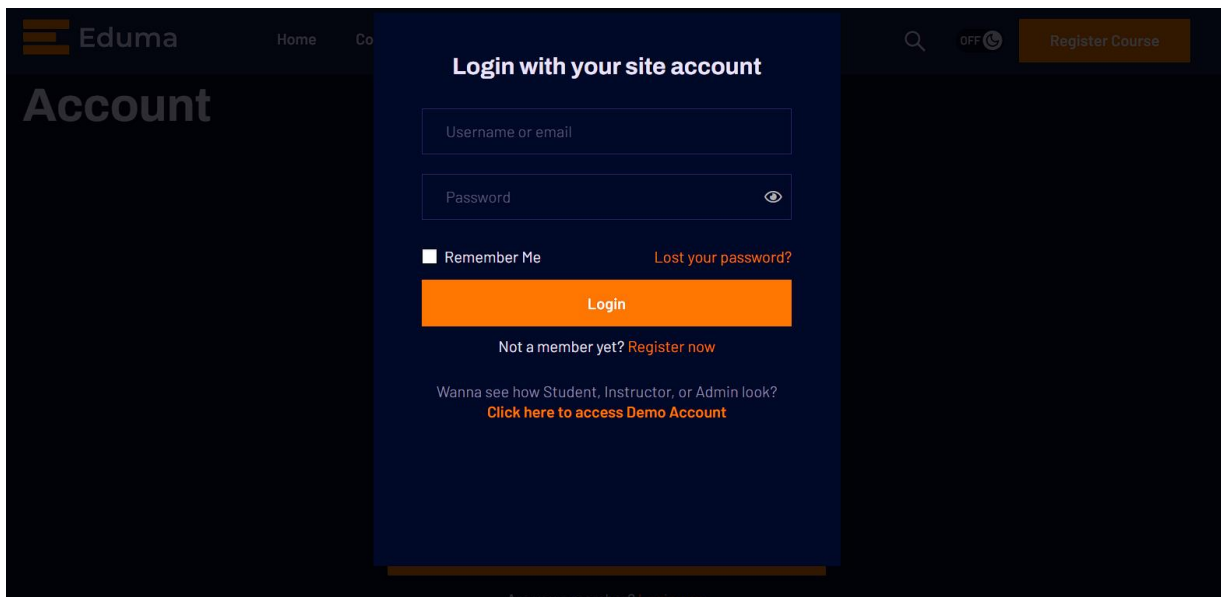 Eduma
Home
Co
OFF
Register Course
Account
Login with your site account
Username or email
Password
Remember Me
Lost your password?
Login
Not a member yet? Register now
Wanna see how Student, Instructor, or Admin look?
Click here to access Demo Account